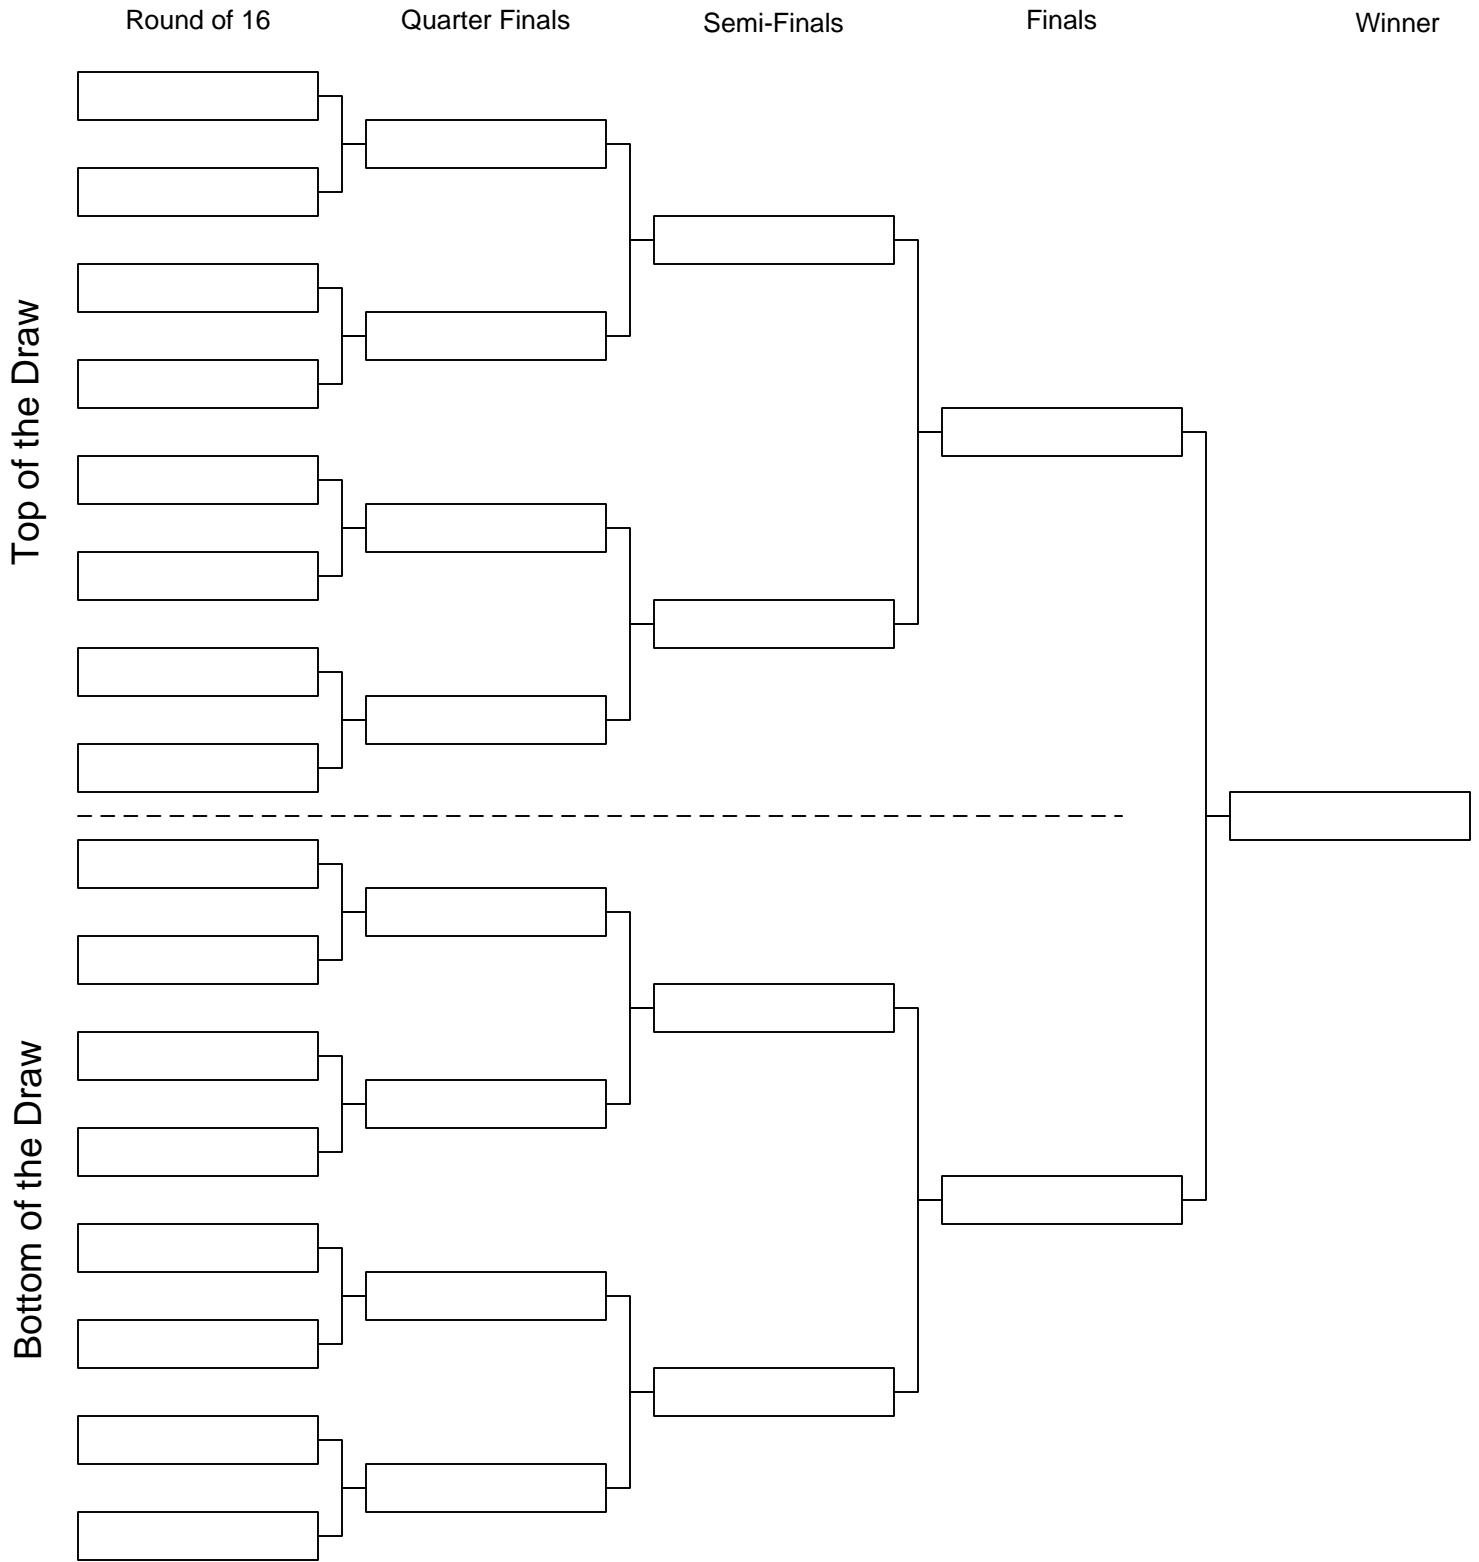 Round of 16
Quarter Finals
Semi-Finals
Finals
Winner
Top of the Draw
Bottom of the Draw